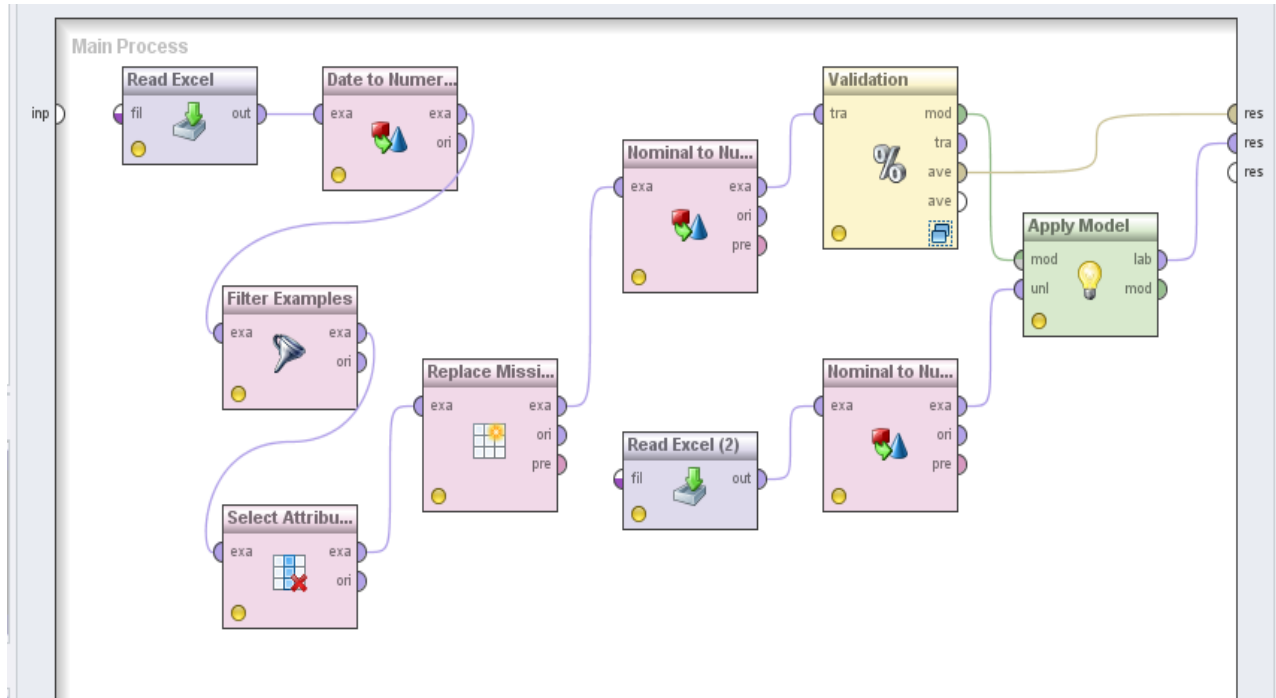 Main Process
inp
Read Excel
fil
out
Date to Numer...
exa
exa
ori
Filter Examples
exa
exa
ori
Select Attribu...
exa
exa
ori
Replace Missi...
exa
exa
ori
pre
Nominal to Nu...
exa
exa
ori
pre
Read Excel (2)
fil
out
Validation
%
tra
mod
tra
ave
ave
Nominal to Nu...
exa
exa
ori
pre
Apply Model
mod
lab
unl
mod
res
res
res